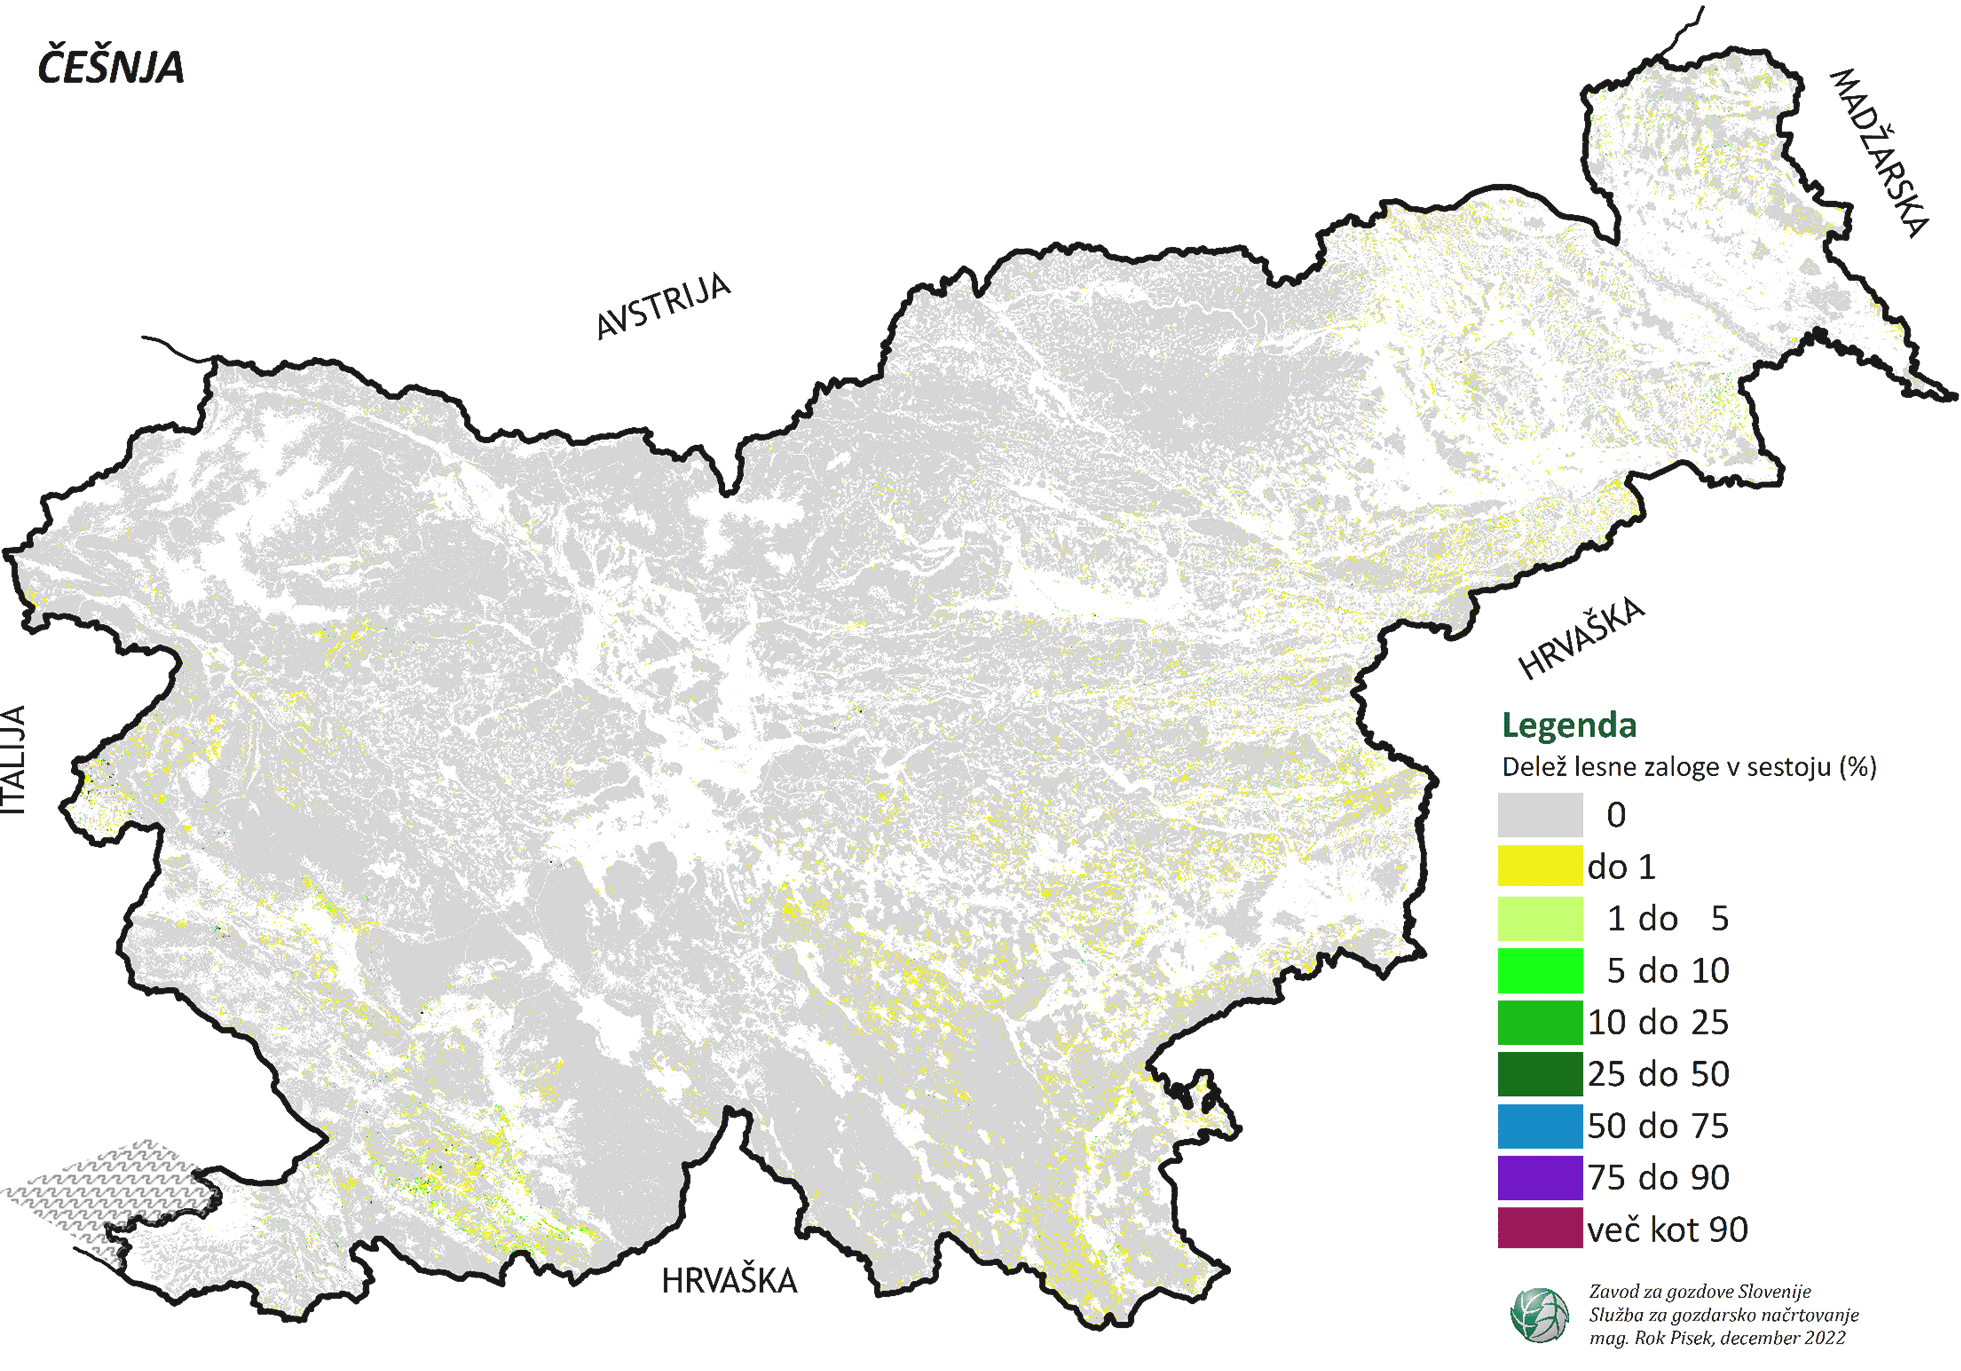 ČEŠNJA
MADŽARSKA
AVSTRIJA
HRVAŠKA
ITALIJA
Legenda
Delež lesne zaloge v sestoju (%)
0
do 1
1 do 5
5 do 10
10 do 25
25 do 50
50 do 75
75 do 90
več kot 90
HRVAŠKA
Zavod za gozdove Slovenije
Služba za gozdarsko načrtovanje
mag. Rok Pisek, december 2022